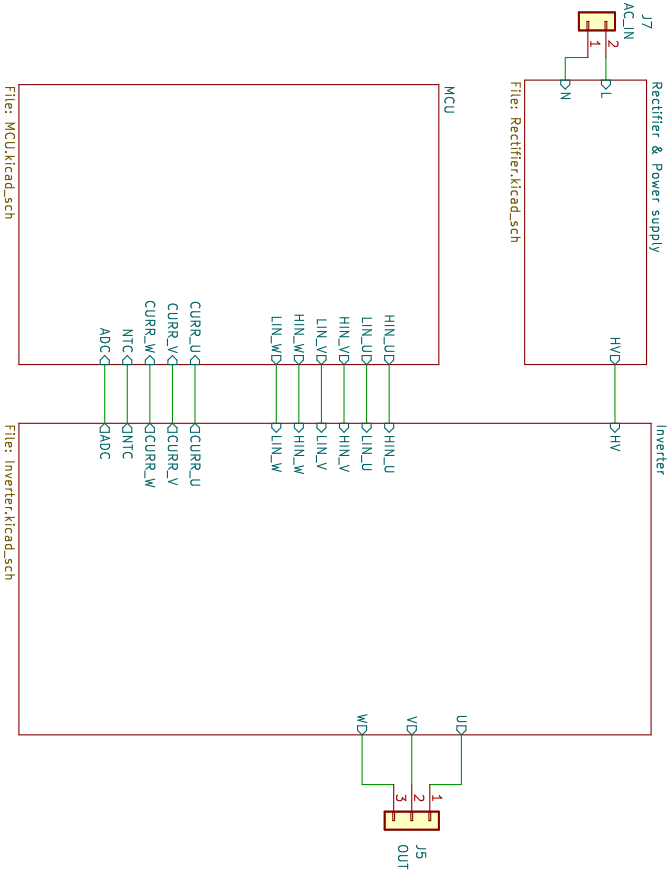 J7
AC_IN
1
2
Rectifier & Power supply
N
L
HV
File: Rectifier.kicad_sch
MCU
HIN_U
LIN_U
HIN_V
LIN_V
HIN_W
LIN_W
CURR_U
CURR_V
CURR_W
NTC
ADC
File: MCU.kicad_sch
Inverter
HV
HIN_U
LIN_U
HIN_V
LIN_V
HIN_W
LIN_W
CURR_U
CURR_V
CURR_W
NTC
ADC
U
V
W
File: Inverter.kicad_sch
1
2
3
J5
OUT